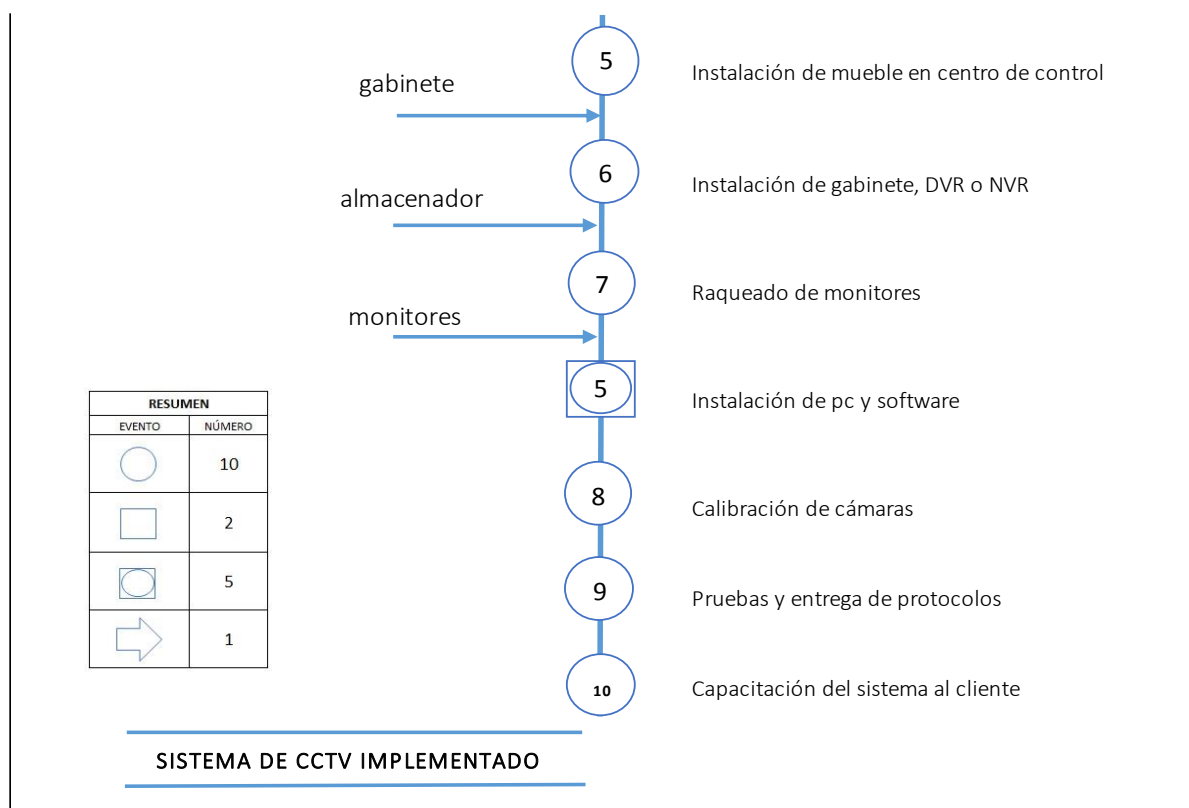 5
Instalación de mueble en centro de control
gabinete
6
Instalación de gabinete, DVR o NVR
almacenador
7
Raqueado de monitores
monitores
5
Instalación de pc y software
8
Calibración de cámaras
9
Pruebas y entrega de protocolos
10
Capacitación del sistema al cliente
RESUMEN
EVENTO NÚMERO
10
2
5
1
SISTEMA DE CCTV IMPLEMENTADO